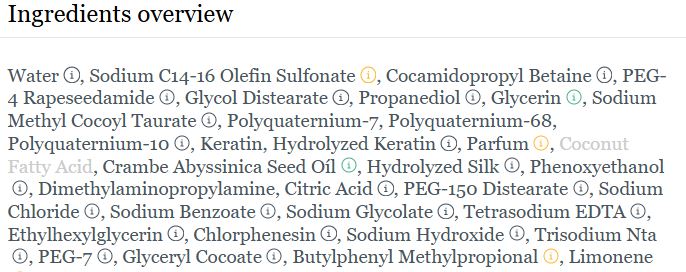 Ingredients overview
Water ⓘ, Sodium C14-16 Olefin Sulfonate ⓘ, Cocamidopropyl Betaine ⓘ, PEG-
4 Rapeseedamide ⓘ, Glycol Distearate ⓘ, Propanediol ⓘ, Glycerin ⓘ, Sodium
Methyl Cocoyl Taurate ⓘ, Polyquaternium-7, Polyquaternium-68,
Polyquaternium-10 ⓘ, Keratin, Hydrolyzed Keratin ⓘ, Parfum ⓘ, Coconut
Fatty Acid, Crambe Abyssinica Seed Oíl ⓘ, Hydrolyzed Silk ⓘ, Phenoxyethanol
ⓘ, Dimethylaminopropylamine, Citric Acid ⓘ, PEG-150 Distearate ⓘ, Sodium
Chloride ⓘ, Sodium Benzoate ⓘ, Sodium Glycolate ⓘ, Tetrasodium EDTA ⓘ,
Ethylhexylglycerin ⓘ, Chlorphenesin ⓘ, Sodium Hydroxide ⓘ, Trisodium Nta
ⓘ, PEG-7 ⓘ, Glyceryl Cocoate ⓘ, Butylphenyl Methylpropional ⓘ, Limonene